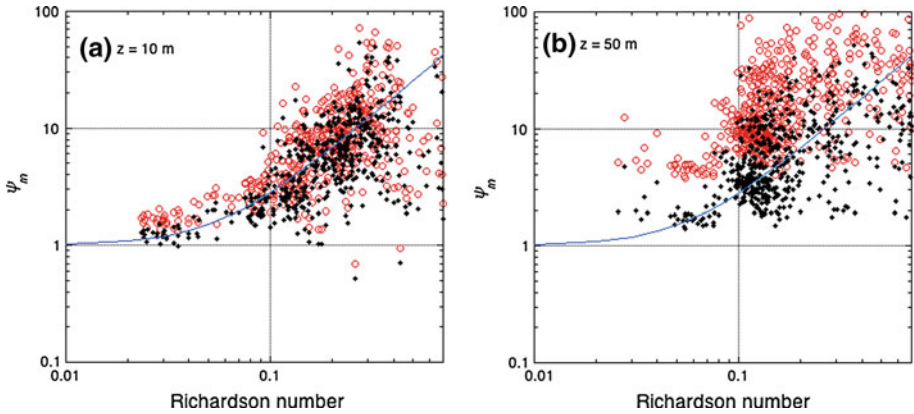 (a) z = 10 m
100
10
1
0.1
ψm
0.01
0.1
Richardson number
(b) z = 50 m
100
10
1
0.1
ψm
0.01
0.1
Richardson number